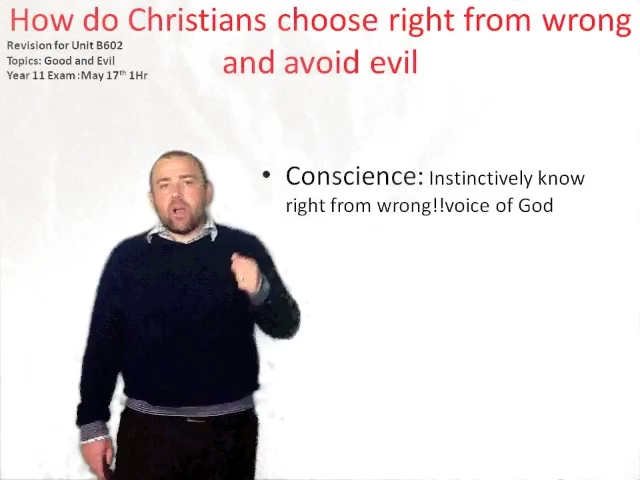 How do Christians choose right from wrong
and avoid evil
Revision for Unit B602
Topics: Good and Evil
Year 11 Exam :May 17th 1Hr
• Conscience: Instinctively know
right from wrong!!voice of God